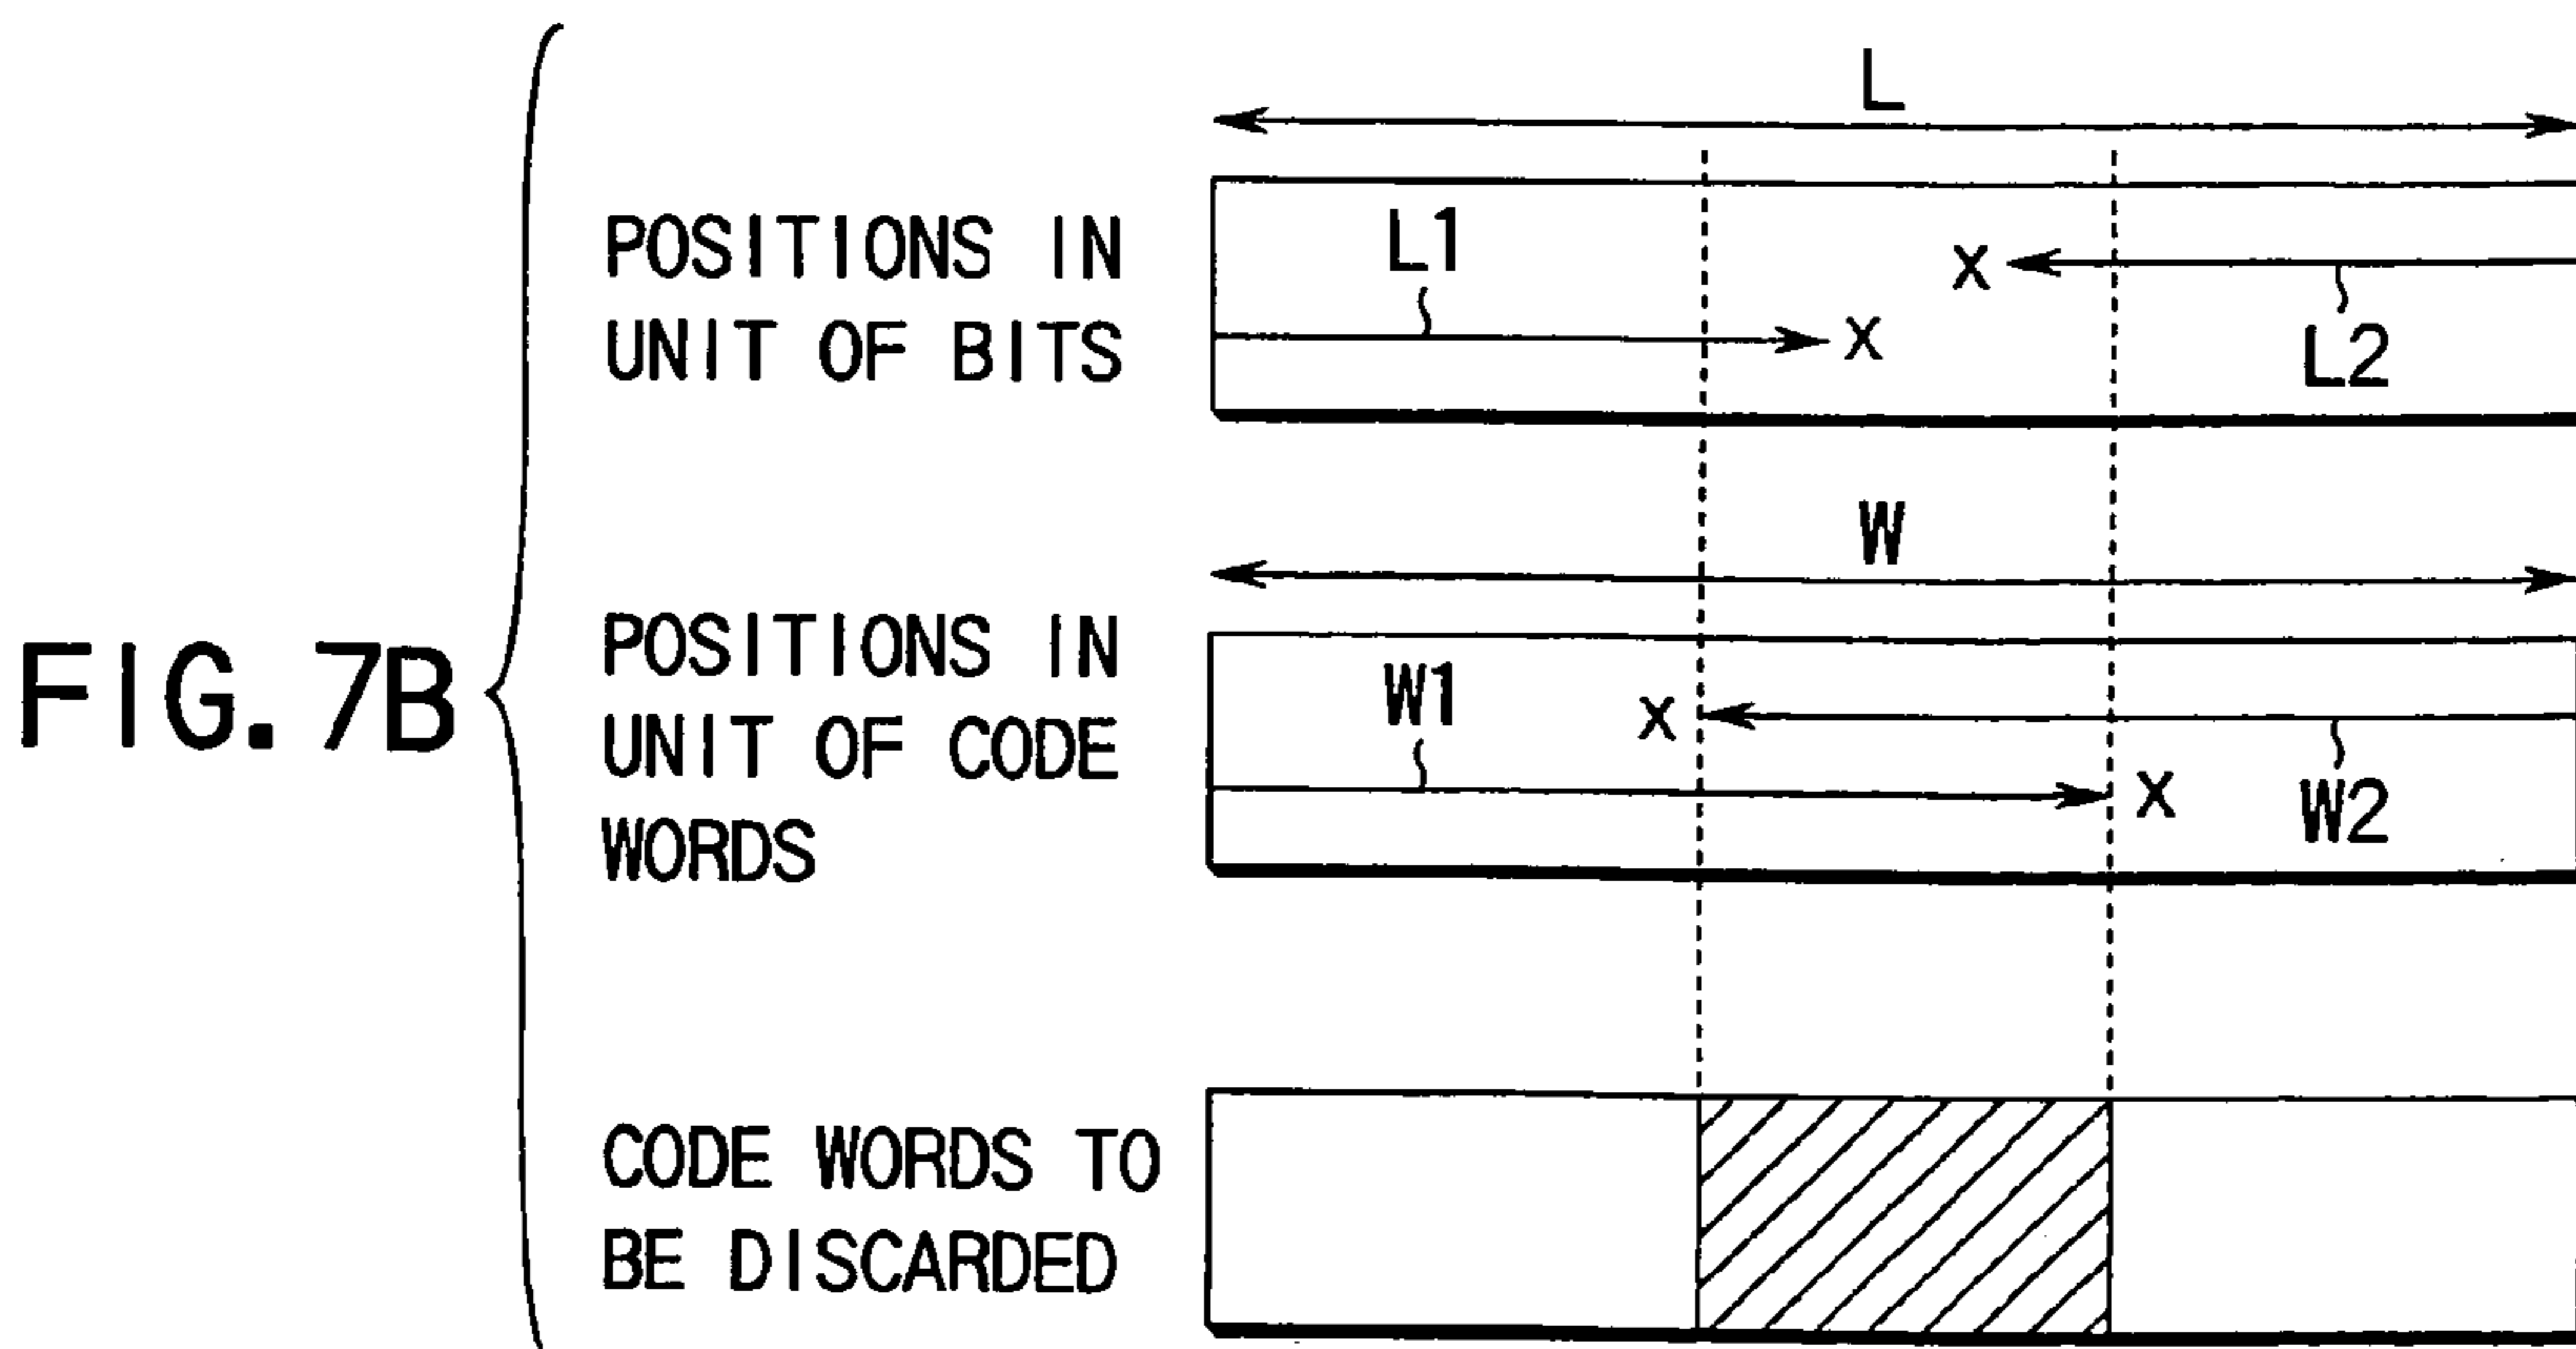 FIG. 7B
L
POSITIONS IN
UNIT OF BITS
L1
X
X
L2
W
POSITIONS IN
UNIT OF CODE
WORDS
W1
X
X
W2
CODE WORDS TO
BE DISCARDED